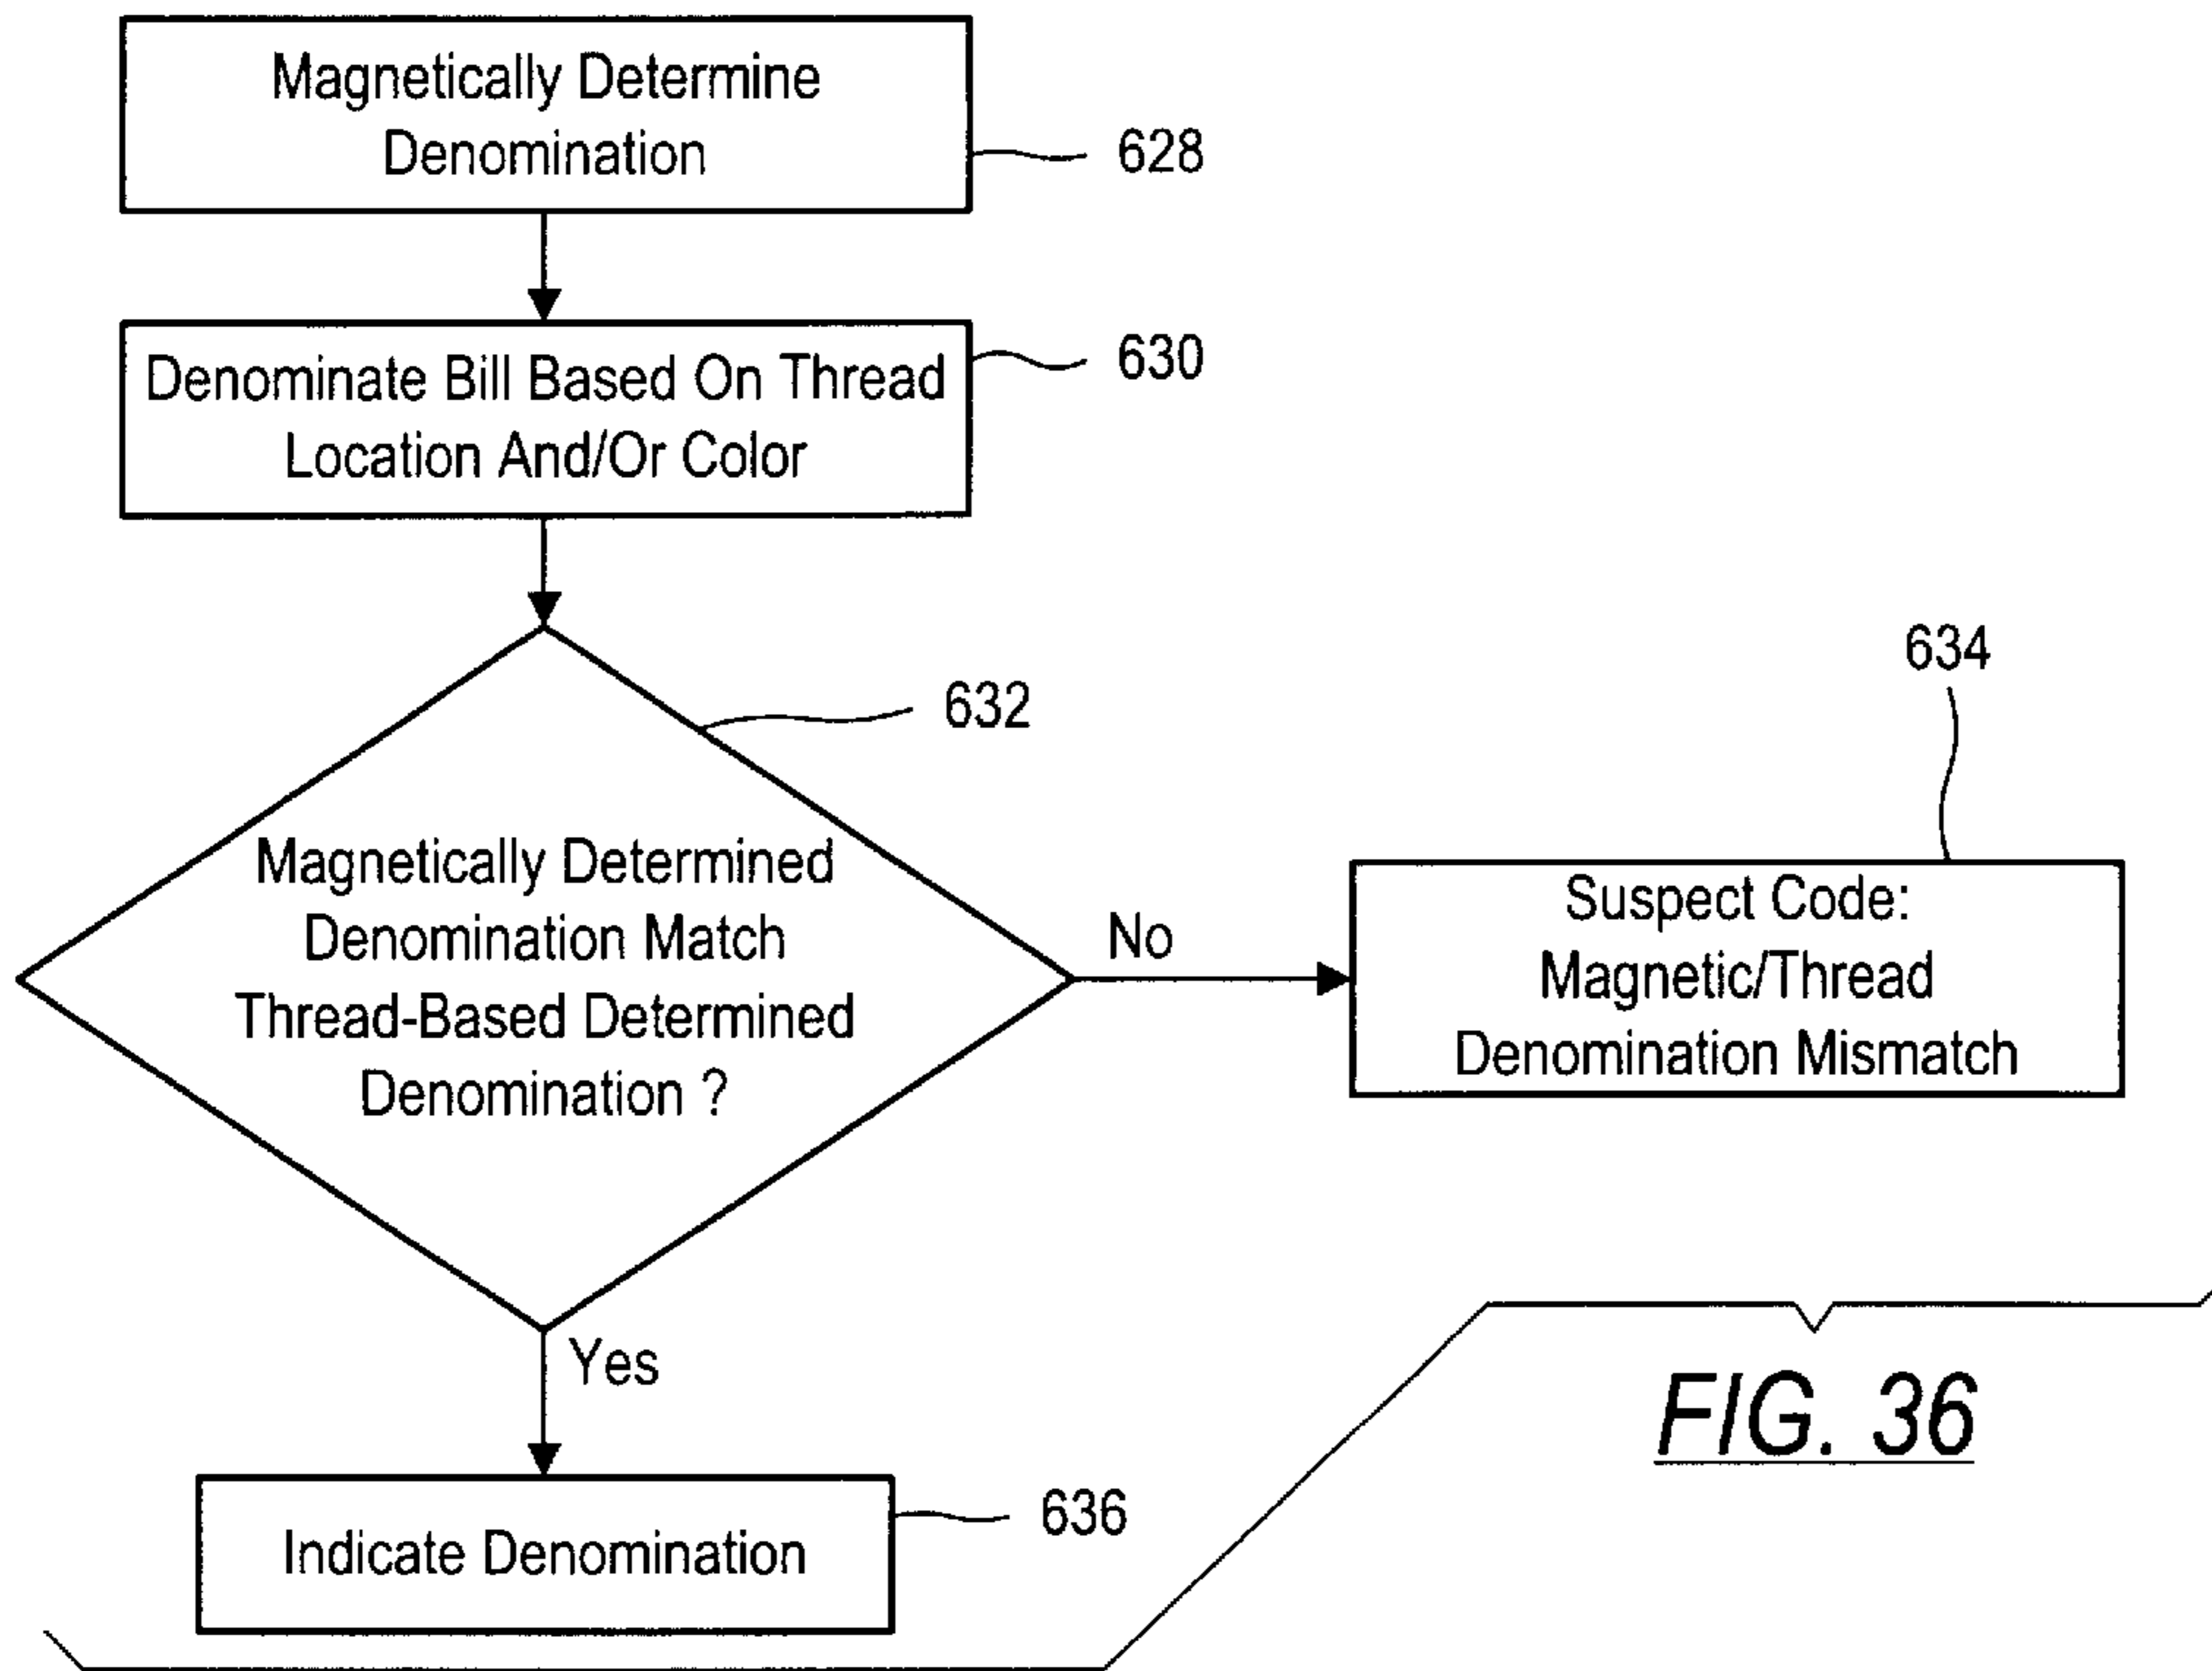 Magnetically Determine
Denomination
628
Denominate Bill Based On Thread
Location And/Or Color
630
632
Magnetically Determined
Denomination Match
Thread-Based Determined
Denomination ?
No
634
Suspect Code:
Magnetic/Thread
Denomination Mismatch
Yes
Indicate Denomination
636
FIG. 36